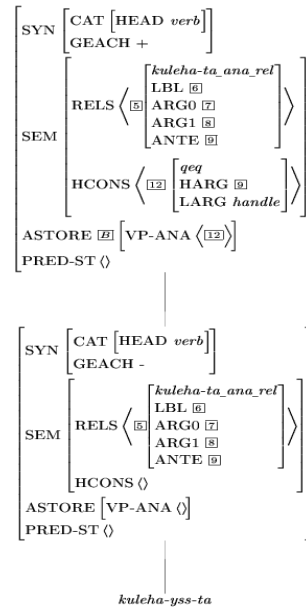 SYN [CAT [HEAD verb]
GEACH +]
SEM [RELS ⟨ [5] [kuleha-ta_ana_rel
LBL [6]
ARG0 [7]
ARG1 [8]
ANTE [9]] ⟩
HCONS ⟨ [12] [qeq
HARG [9]
LARG handle] ⟩]
ASTORE [B] [VP-ANA ⟨[12]⟩]
PRED-ST ⟨⟩
SYN [CAT [HEAD verb]
GEACH -]
SEM [RELS ⟨ [5] [kuleha-ta_ana_rel
LBL [6]
ARG0 [7]
ARG1 [8]
ANTE [9]] ⟩
HCONS ⟨⟩]
ASTORE [VP-ANA ⟨⟩]
PRED-ST ⟨⟩
kuleha-yss-ta